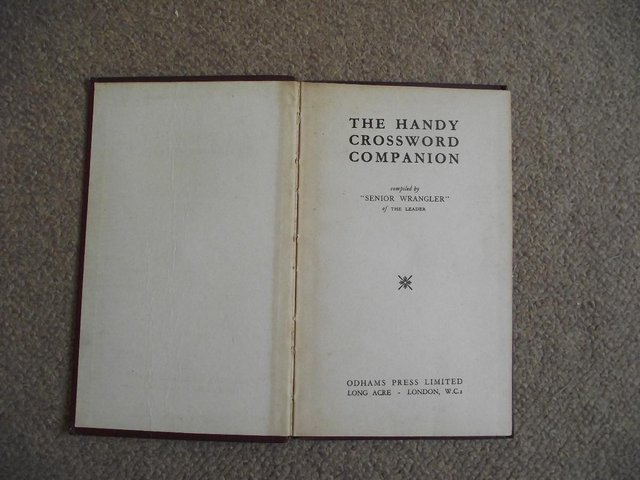 THE HANDY
CROSSWORD
COMPANION
compiled by
"SENIOR WRANGLER"
of THE LEADER
ODHAMS PRESS LIMITED
LONG ACRE - LONDON, W.C.2